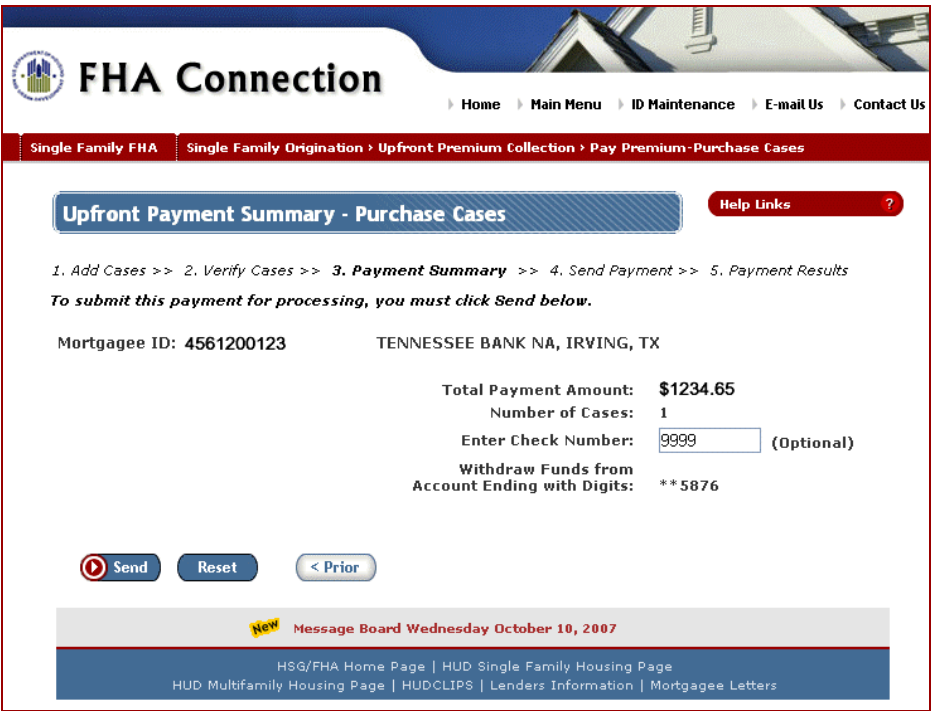 FHA Connection
Home Main Menu ID Maintenance E-mail Us Contact Us
Single Family FHA Single Family Origination › Upfront Premium Collection › Pay Premium-Purchase Cases
Upfront Payment Summary - Purchase Cases
Help Links ?
1. Add Cases >> 2. Verify Cases >> 3. Payment Summary >> 4. Send Payment >> 5. Payment Results
To submit this payment for processing, you must click Send below.
Mortgagee ID: 4561200123 TENNESSEE BANK NA, IRVING, TX
Total Payment Amount: $1234.65
Number of Cases: 1
Enter Check Number: 9999 (Optional)
Withdraw Funds from
Account Ending with Digits: **5876
Send Reset < Prior
New Message Board Wednesday October 10, 2007
HSG/FHA Home Page | HUD Single Family Housing Page
HUD Multifamily Housing Page | HUDCLIPS | Lenders Information | Mortgagee Letters